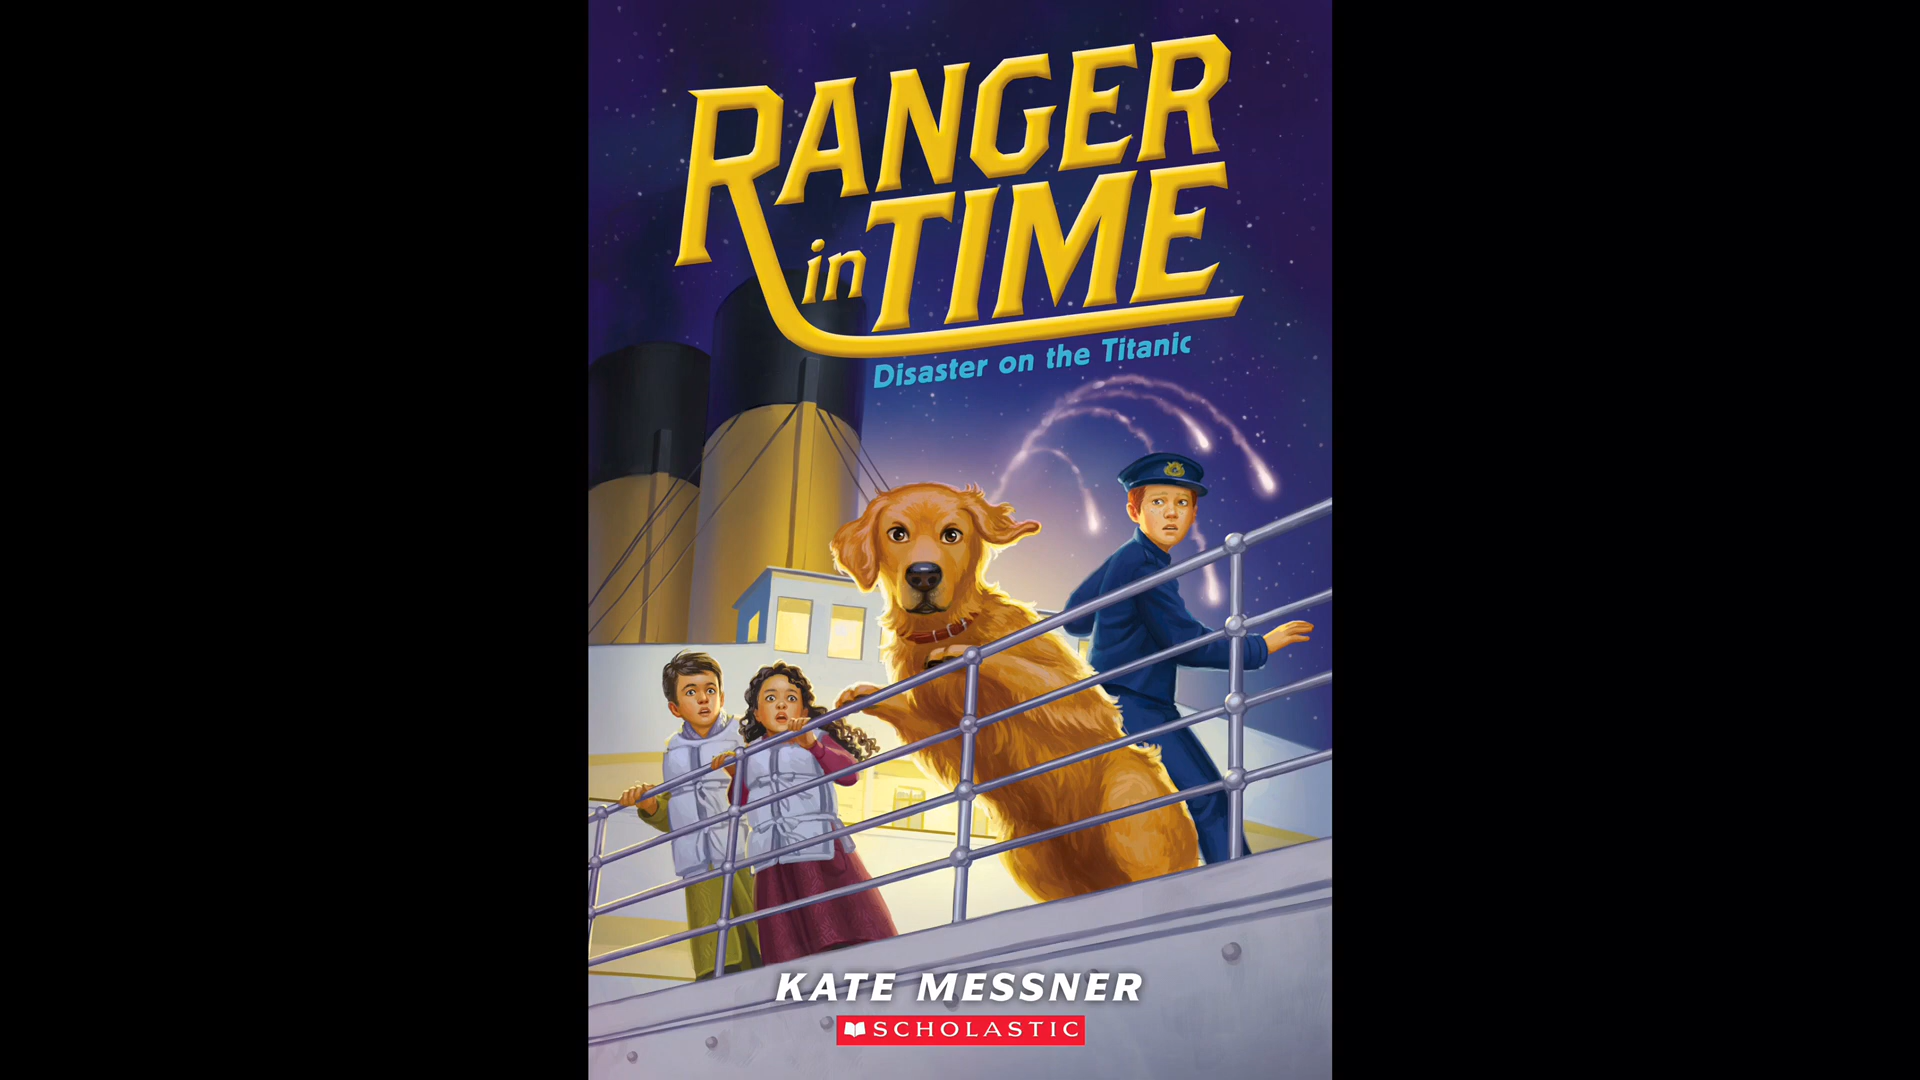 RANGER
in TIME
Disaster on the Titanic
KATE MESSNER
SCHOLASTIC